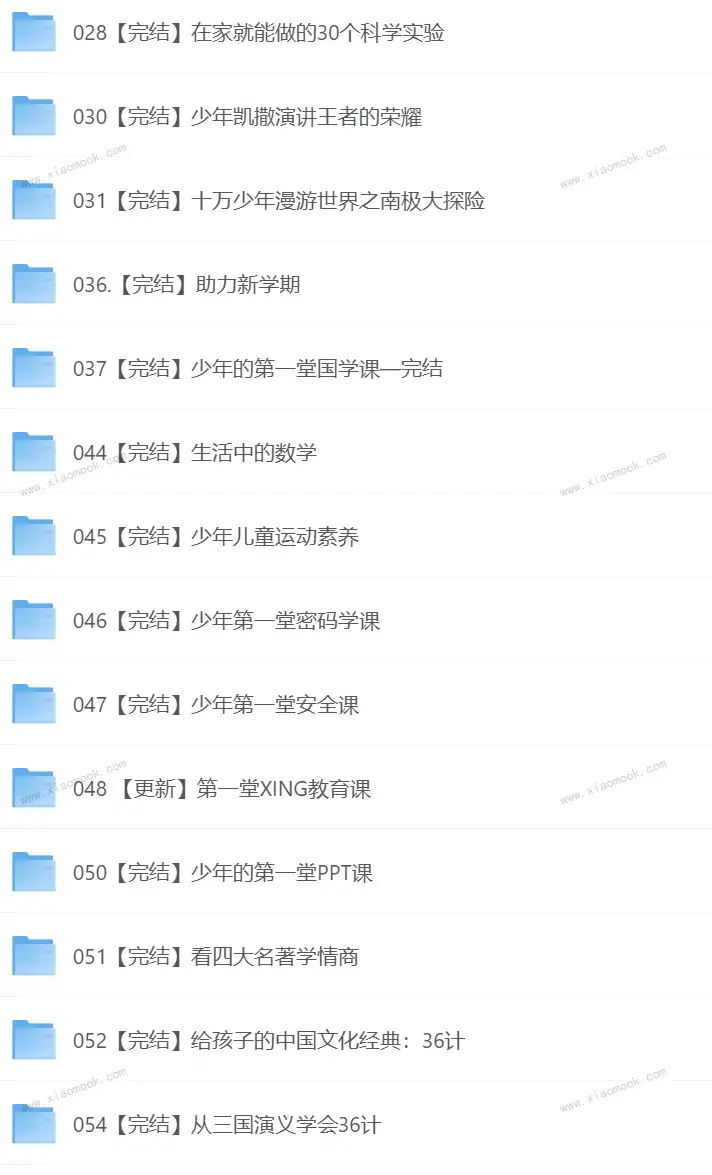 028【完结】在家就能做的30个科学实验
030【完结】少年凯撒演讲王者的荣耀
www.xiaomook.com
www.xiaomook.com
031【完结】十万少年漫游世界之南极大探险
036.【完结】助力新学期
037【完结】少年的第一堂国学课—完结
044【完结】生活中的数学
www.xiaomook.com
www.xiaomook.com
045【完结】少年儿童运动素养
046【完结】少年第一堂密码学课
047【完结】少年第一堂安全课
www.xiaomook.com
www.xiaomook.com
048 【更新】第一堂XING教育课
050【完结】少年的第一堂PPT课
051【完结】看四大名著学情商
052【完结】给孩子的中国文化经典：36计
www.xiaomook.com
www.xiaomook.com
054【完结】从三国演义学会36计